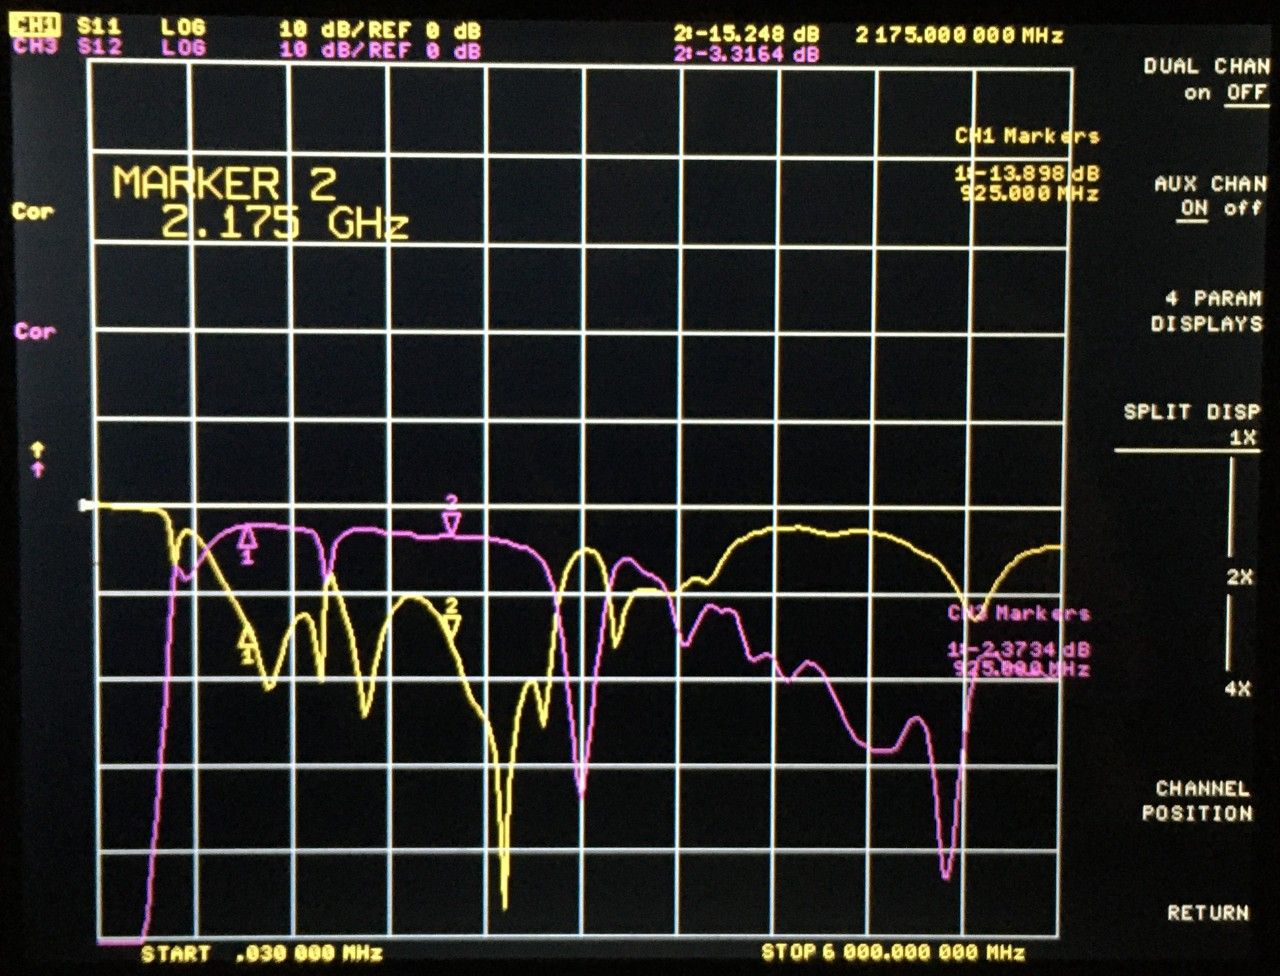 CH1 S11 LOG 10 dB/REF 0 dB 2:-15.248 dB 2 175.000 000 MHz
CH3 S12 LOG 10 dB/REF 0 dB 2:-3.3164 dB
DUAL CHAN
on OFF
CH1 Markers
1:-13.898 dB
925.000 MHz
MARKER 2
2.175 GHz
Cor
AUX CHAN
ON off
4 PARAM
DISPLAYS
Cor
SPLIT DISP
1X
2
1
2
1
2X
CH3 Markers
1:-2.3734 dB
925.000 MHz
4X
CHANNEL
POSITION
RETURN
START .030 000 MHz STOP 6 000.000 000 MHz